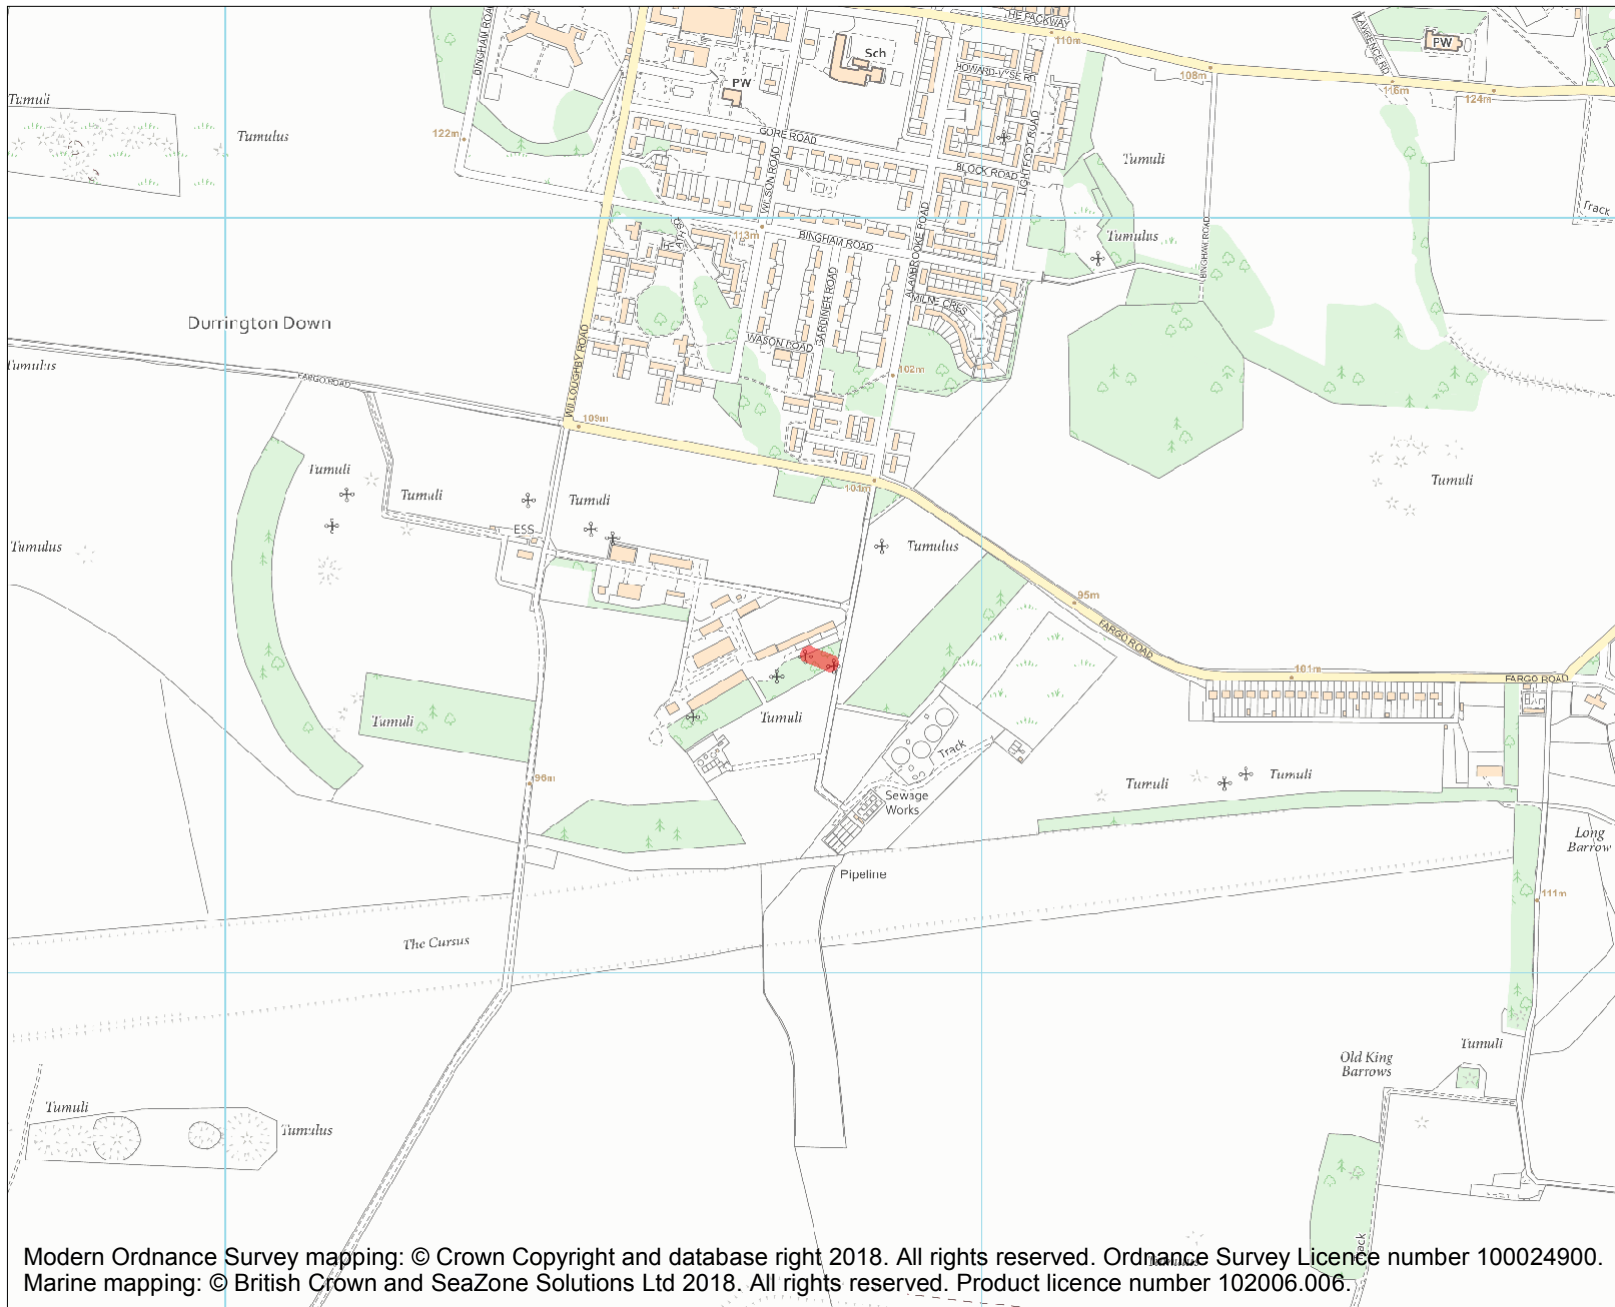 THE PACKWAY
110m
BINGHAM ROAD
Sch
LAWRENCE RD
PW
HOWARD-VYSE RD
108m
PW
116m
124m
Tumuli
122m
Tumulus
GORE ROAD
WILSON ROAD
BLOCK ROAD
LIGHTFOOT ROAD
Tumuli
Track
113m
BINGHAM ROAD
ALANBROOKE ROAD
Tumulus
BINGHAM ROAD
MILNE CRES
Durrington Down
GARDINER ROAD
WASON ROAD
WILLOUGHBY ROAD
Tumulus
FARGO ROAD
102m
109m
Tumuli
Tumuli
Tumuli
Tumuli
ESS
Tumulus
Tumulus
95m
FARGO ROAD
101m
FARGO ROAD
Tumuli
Tumuli
Track
96m
Sewage
Works
Tumuli
Tumuli
Long
Barrow
Pipeline
111m
The Cursus
Old King
Barrows
Tumuli
Tumuli
Tumulus
Track
Modern Ordnance Survey mapping: © Crown Copyright and database right 2018. All rights reserved. Ordnance Survey Licence number 100024900.
Marine mapping: © British Crown and SeaZone Solutions Ltd 2018. All rights reserved. Product licence number 102006.006.